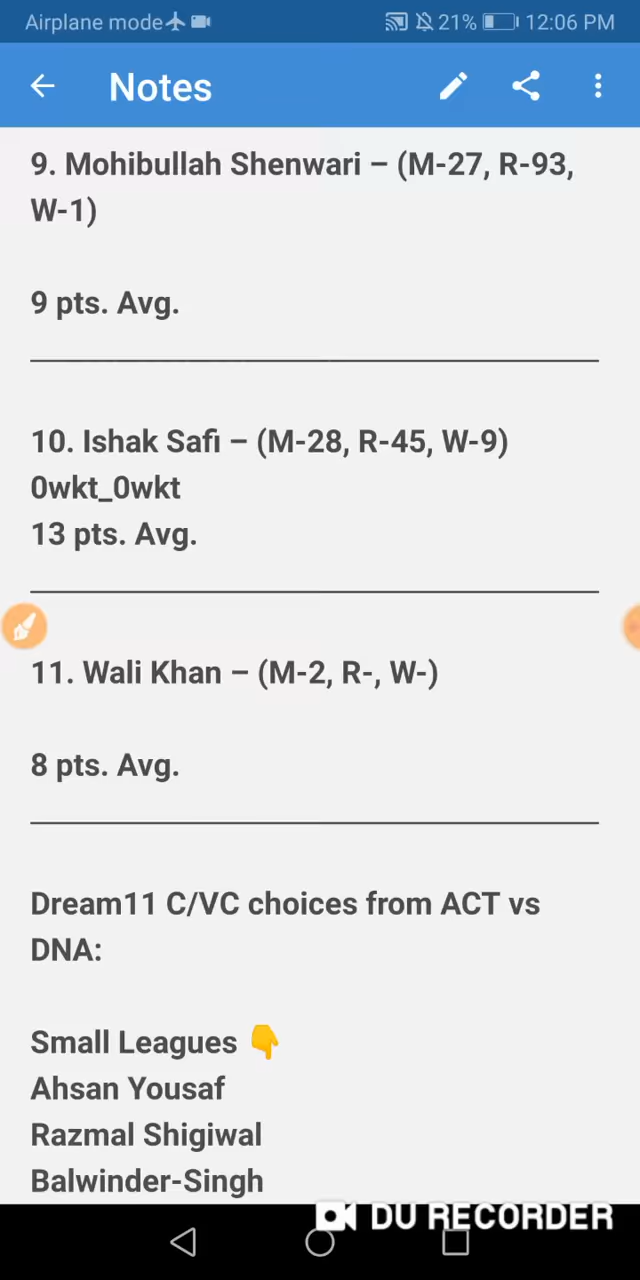 Airplane mode 21% 12:06 PM
Notes
9. Mohibullah Shenwari – (M-27, R-93,
W-1)
9 pts. Avg.
10. Ishak Safi – (M-28, R-45, W-9)
0wkt_0wkt
13 pts. Avg.
11. Wali Khan – (M-2, R-, W-)
8 pts. Avg.
Dream11 C/VC choices from ACT vs
DNA:
Small Leagues 👇
Ahsan Yousaf
Razmal Shigiwal
Balwinder-Singh
DU RECORDER